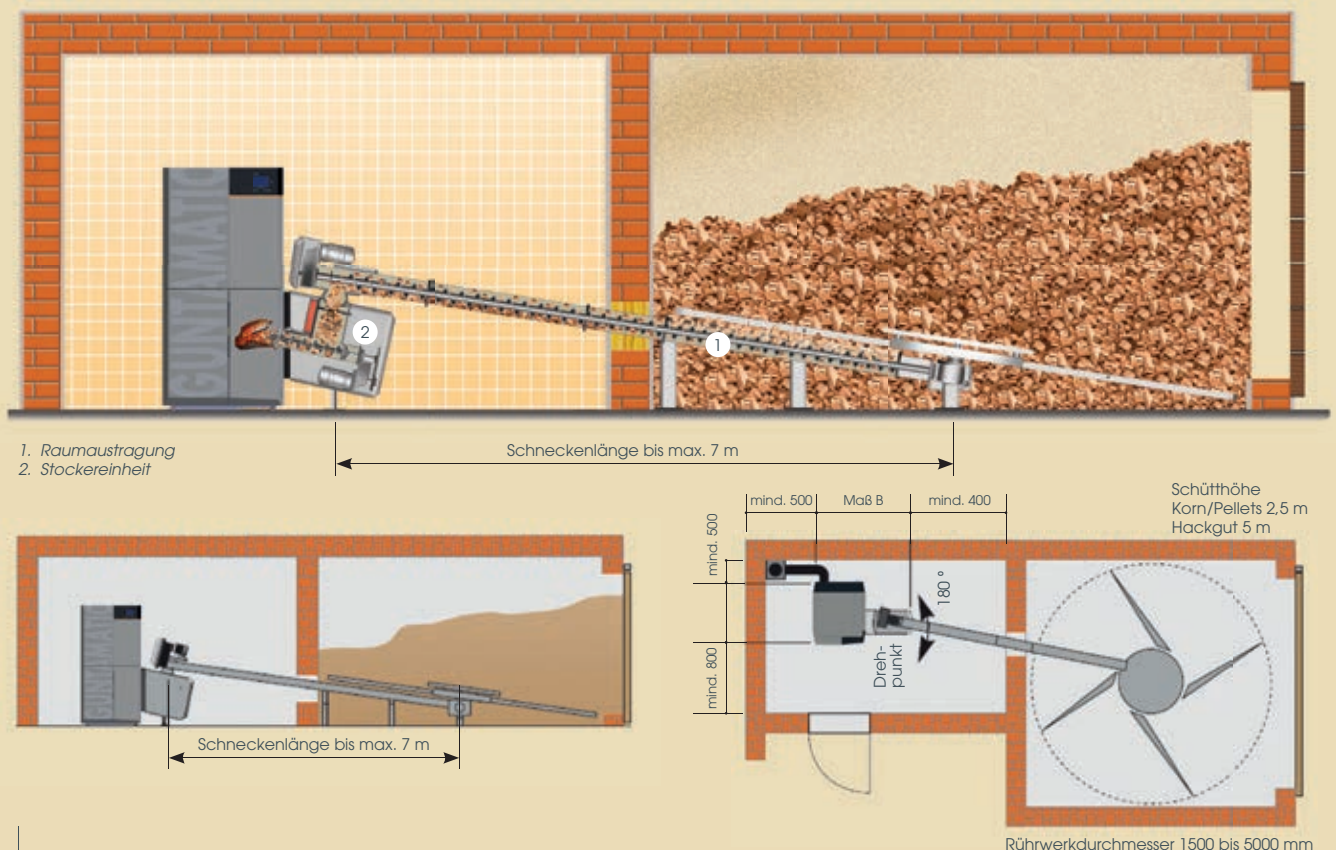 GUNTAMATIC
2
1
1. Raumaustragung
2. Stockereinheit
Schneckenlänge bis max. 7 m
Schütthöhe
Korn/Pellets 2,5 m
Hackgut 5 m
mind. 500
Maß B
mind. 400
mind. 500
180 °
Dreh-
punkt
mind. 800
GUNTAMATIC
Schneckenlänge bis max. 7 m
Rührwerkdurchmesser 1500 bis 5000 mm